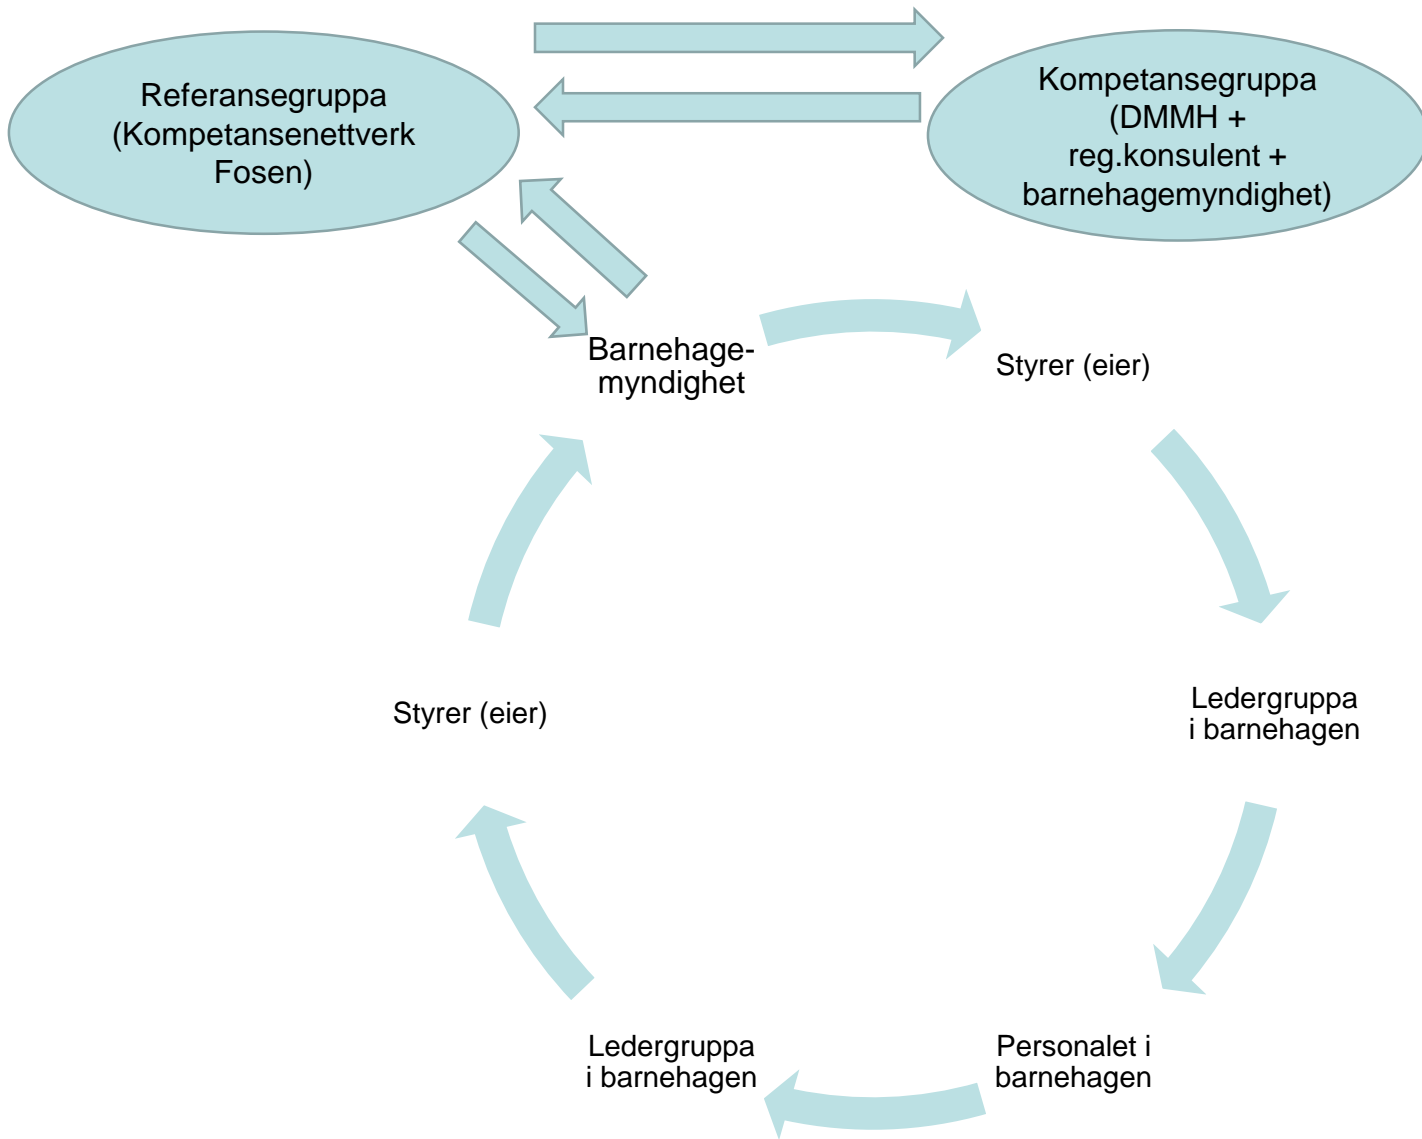 Referansegruppa
(Kompetansenettverk
Fosen)
Kompetansegruppa
(DMMH +
reg.konsulent +
barnehagemyndighet)
Barnehage-
myndighet
Styrer (eier)
Ledergruppa
i barnehagen
Personalet i
barnehagen
Ledergruppa
i barnehagen
Styrer (eier)